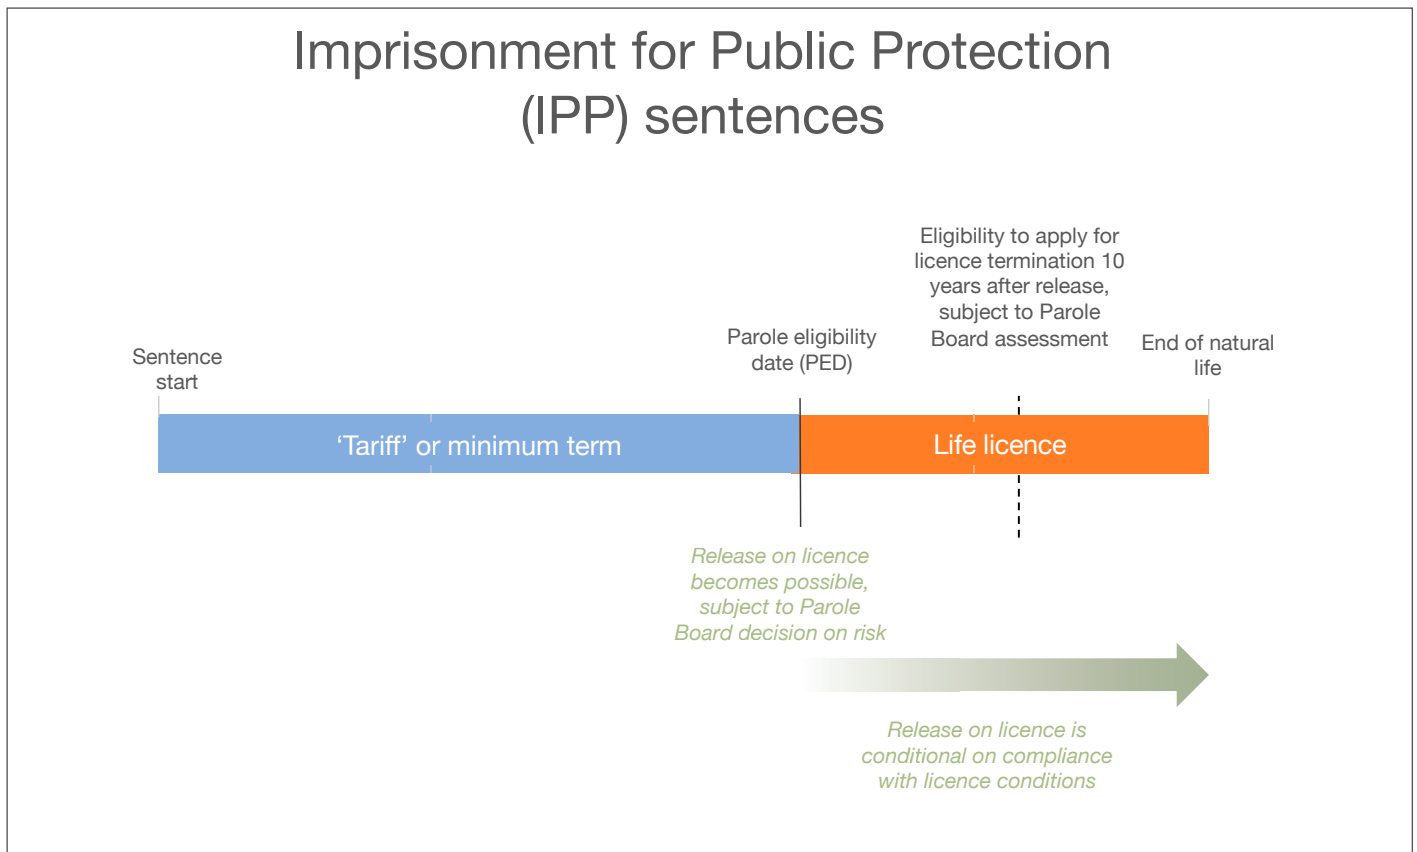 Imprisonment for Public Protection
(IPP) sentences
Sentence
start
Parole eligibility
date (PED)
Eligibility to apply for
licence termination 10
years after release,
subject to Parole
Board assessment
End of natural
life
‘Tariff’ or minimum term
Life licence
Release on licence
becomes possible,
subject to Parole
Board decision on risk
Release on licence is
conditional on compliance
with licence conditions